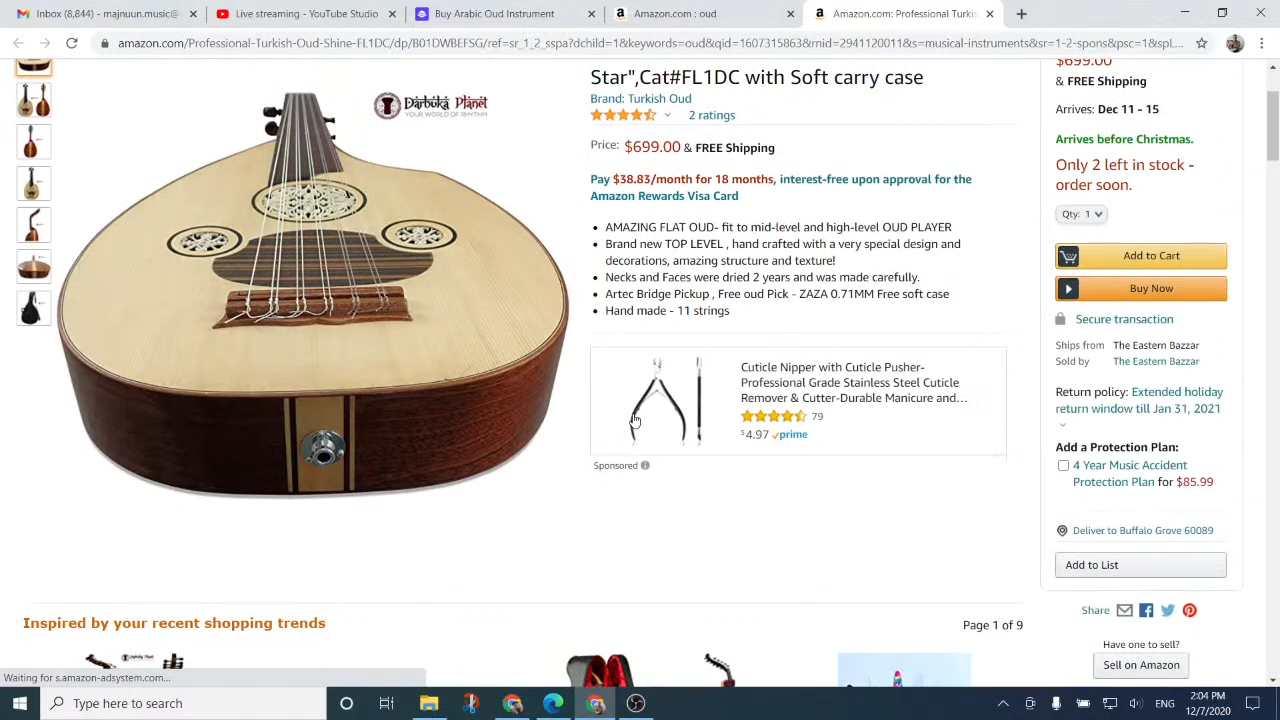 Inbox (8,844) - majnuun.music@
Live streaming - YouTube Studio
Buy Arabic Oud Instrument
Amazon.com : oud
Amazon.com: Professional Turkis
amazon.com/Professional-Turkish-Oud-Shine-FL1DC/dp/B01DWBEFSG/ref=sr_1_2_sspa?dchild=1&keywords=oud&qid=1607315863&rnid=2941120011&s=musical-instruments&sr=1-2-spons&psc=1&spL...
DARBUKA PLANET
YOUR WORLD OF RHYTHM
Star",Cat#FL1DC with Soft carry case
Brand: Turkish Oud
2 ratings
Price: $699.00 & FREE Shipping
Pay $38.83/month for 18 months, interest-free upon approval for the
Amazon Rewards Visa Card
AMAZING FLAT OUD- fit to mid-level and high-level OUD PLAYER
Brand new TOP LEVEL , hand crafted with a very special design and
decorations, amazing structure and texture!
Necks and Faces were dried 2 years and was made carefully.
Artec Bridge Pickup , Free oud Pick - ZAZA 0.71MM Free soft case
Hand made - 11 strings
Cuticle Nipper with Cuticle Pusher-
Professional Grade Stainless Steel Cuticle
Remover & Cutter-Durable Manicure and...
79
$4.97 prime
Sponsored
$699.00
& FREE Shipping
Arrives: Dec 11 - 15
Arrives before Christmas.
Only 2 left in stock -
order soon.
Qty: 1
Add to Cart
Buy Now
Secure transaction
Ships from The Eastern Bazzar
Sold by The Eastern Bazzar
Return policy: Extended holiday
return window till Jan 31, 2021
Add a Protection Plan:
4 Year Music Accident
Protection Plan for $85.99
Deliver to Buffalo Grove 60089
Add to List
Share
Have one to sell?
Sell on Amazon
Inspired by your recent shopping trends
Page 1 of 9
Waiting for s.amazon-adsystem.com...
Type here to search
ENG
2:04 PM
12/7/2020